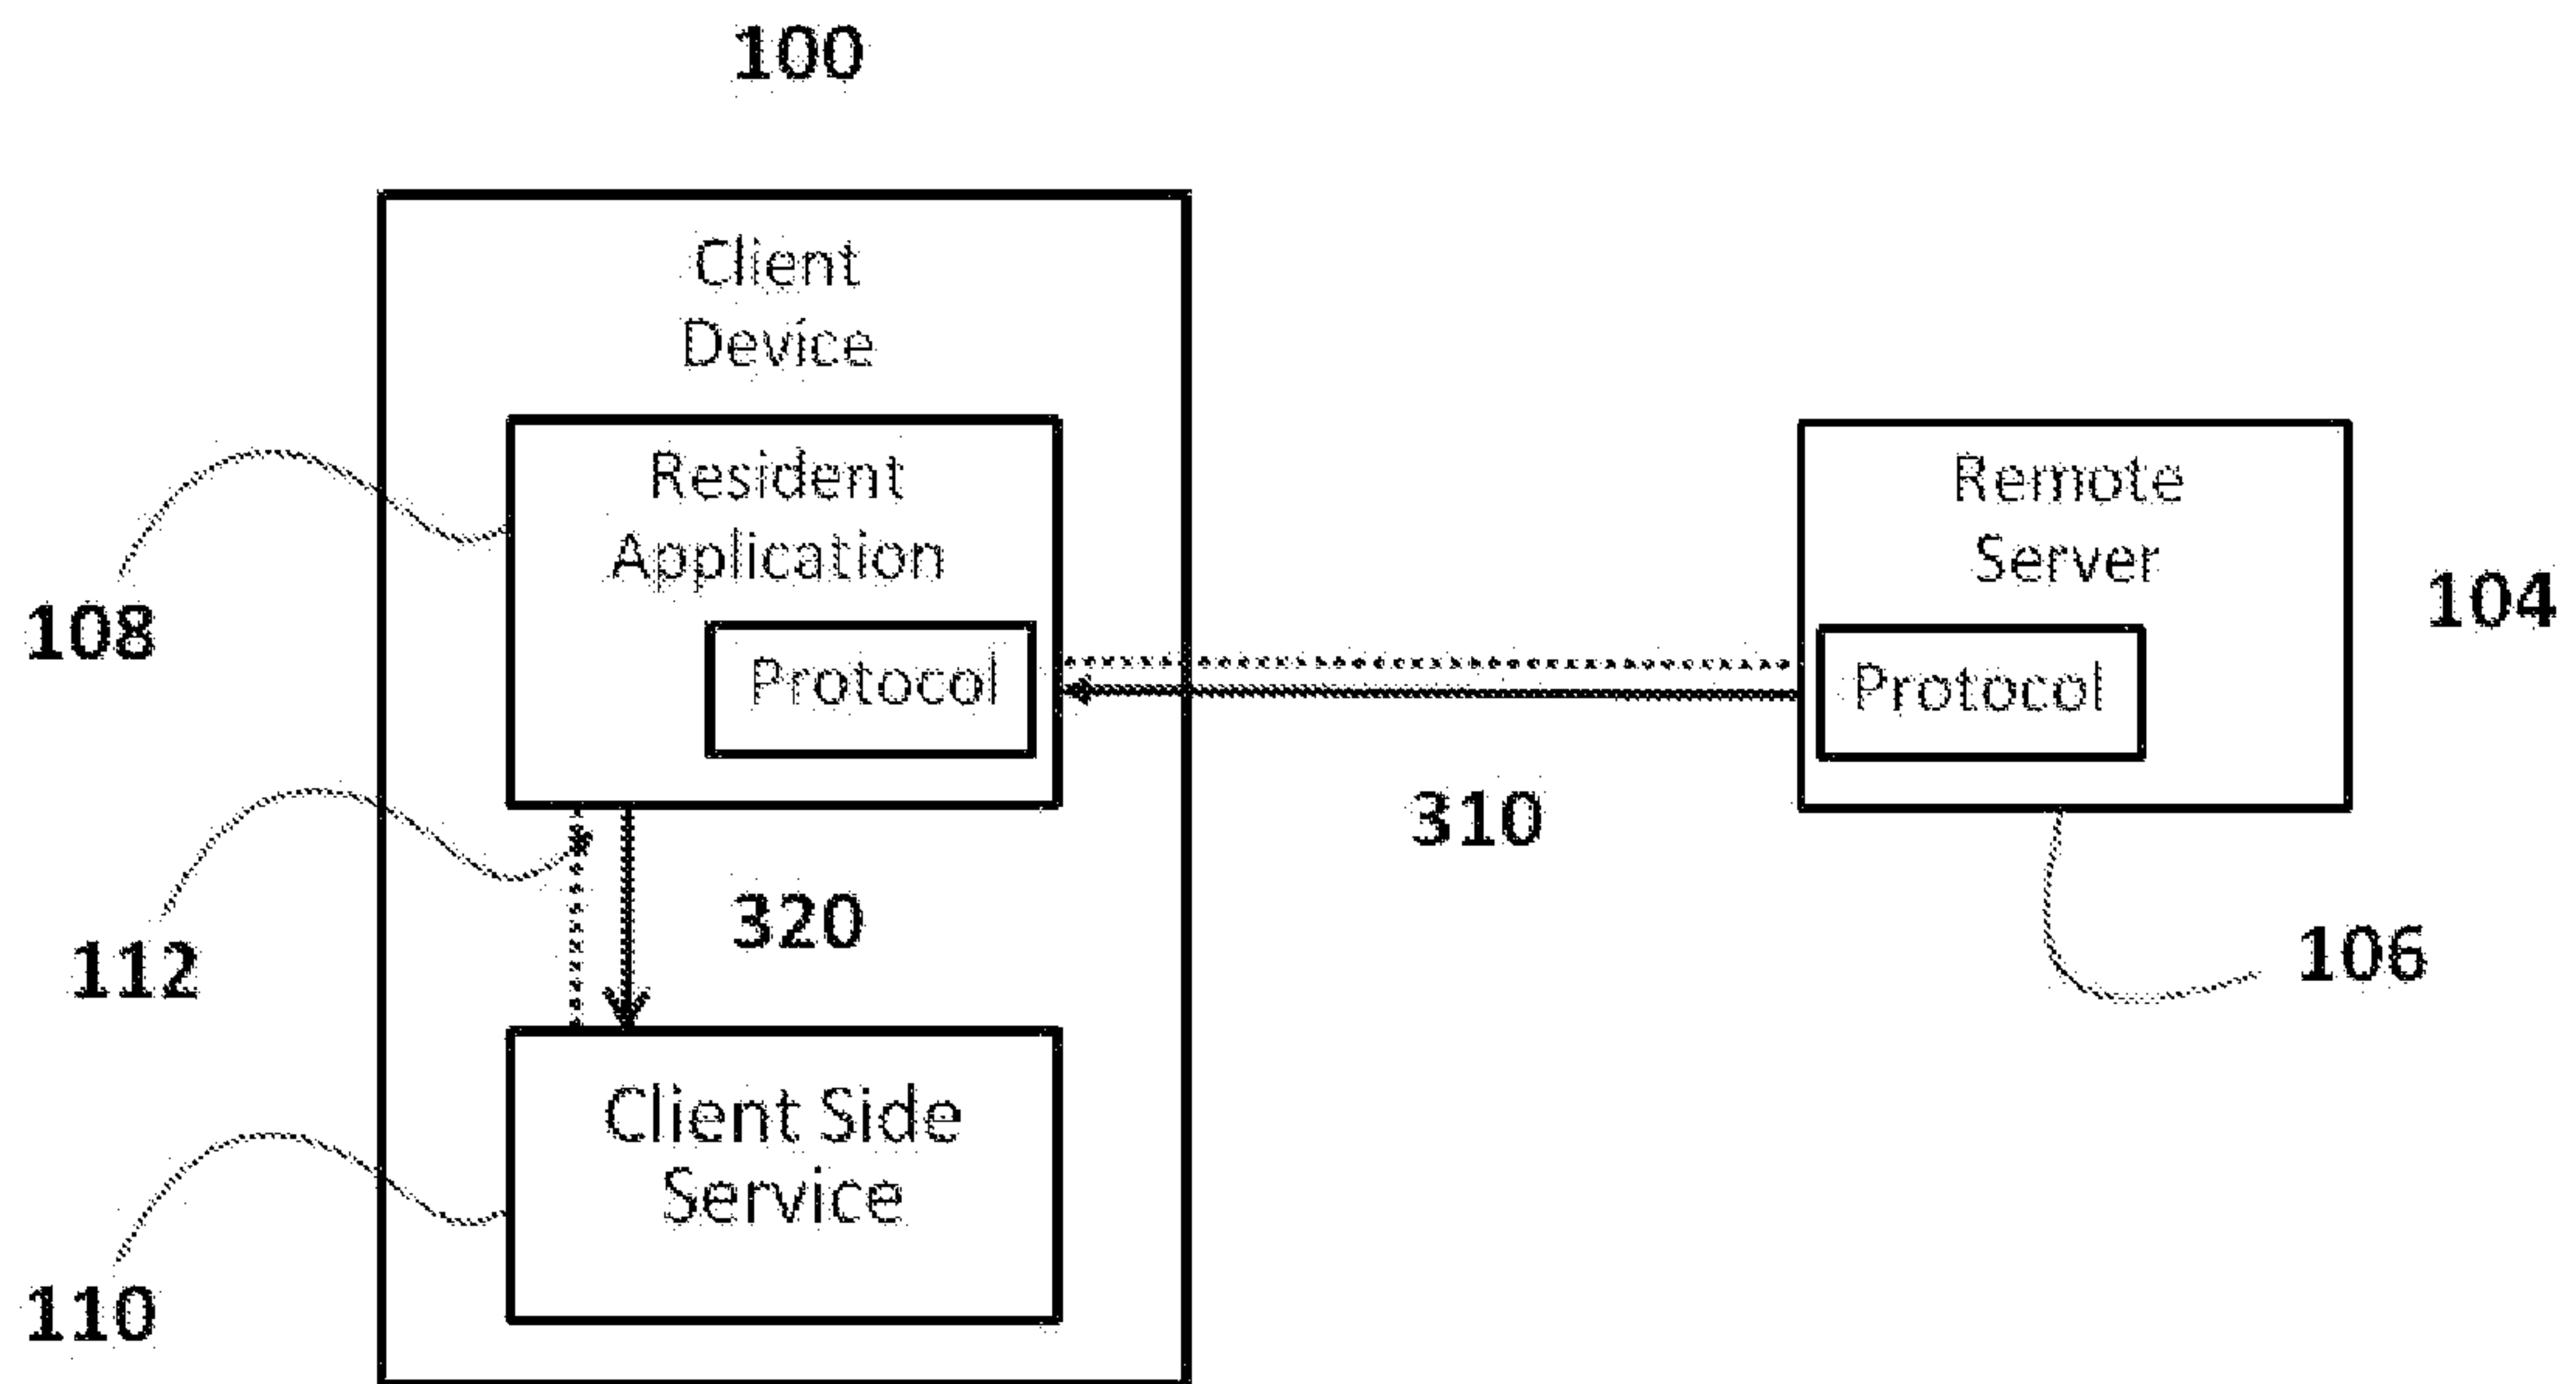 100
Client
Device
Resident
Application
Protocol
Remote
Server
Protocol
104
108
310
320
112
106
Client Side
Service
110